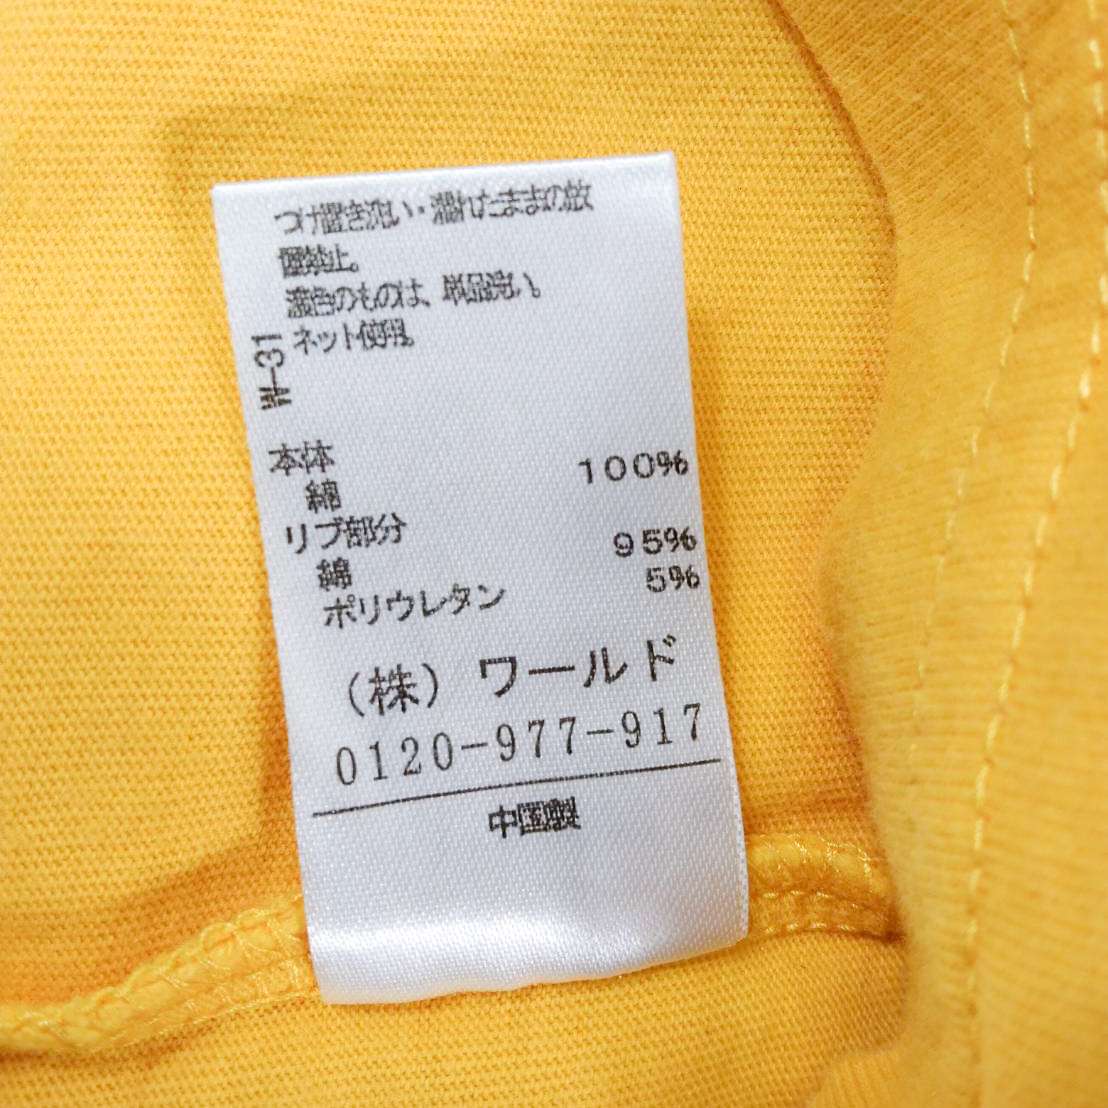 つけ置き洗い・濡れたままの放
置禁止。
濃色のものは、単品洗い。
ネット使用。
W-31
本体
綿 100%
リブ部分
綿 95%
ポリウレタン 5%
（株）ワールド
0120-977-917
中国製